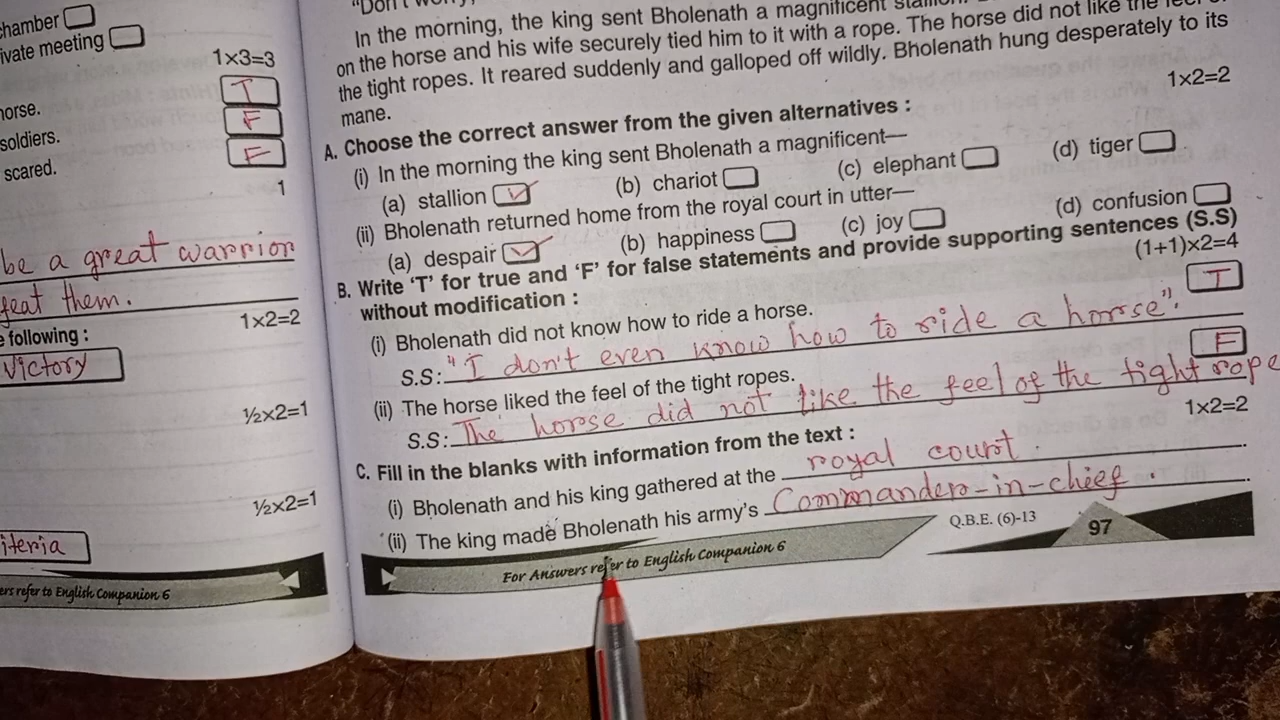 chamber
ivate meeting
1×3=3
horse. T
soldiers. F
scared. F
1
be a great warrior
feat them.
following :
1×2=2
Victory
½×2=1
½×2=1
iteria
ers refer to English Companion 6
"Don't worry,
In the morning, the king sent Bholenath a magnificent
on the horse and his wife securely tied him to it with a rope. The horse did not like the feel of
the tight ropes. It reared suddenly and galloped off wildly. Bholenath hung desperately to its
mane.
A. Choose the correct answer from the given alternatives : 1×2=2
(i) In the morning the king sent Bholenath a magnificent—
(a) stallion (b) chariot (c) elephant (d) tiger
(ii) Bholenath returned home from the royal court in utter—
(a) despair (b) happiness (c) joy (d) confusion
B. Write 'T' for true and 'F' for false statements and provide supporting sentences (S.S)
without modification : (1+1)×2=4
(i) Bholenath did not know how to ride a horse. T
S.S: "I don't even know how to ride a horse".
(ii) The horse liked the feel of the tight ropes. F
S.S: The horse did not like the feel of the tight rope
C. Fill in the blanks with information from the text : 1×2=2
(i) Bholenath and his king gathered at the royal court.
(ii) The king made Bholenath his army's Commander-in-chief.
For Answers refer to English Companion 6
Q.B.E. (6)-13
97